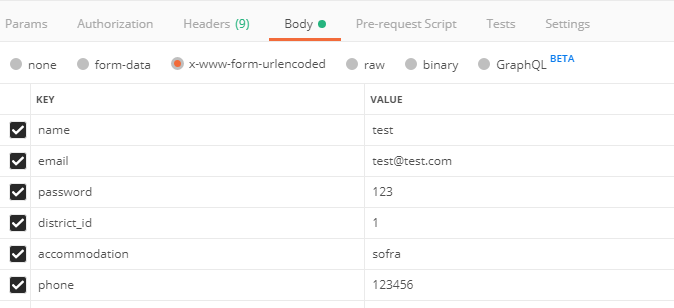 Params Authorization Headers (9) Body Pre-request Script Tests Settings
none form-data x-www-form-urlencoded raw binary GraphQL BETA
KEY VALUE
name test
email test@test.com
password 123
district_id 1
accommodation sofra
phone 123456